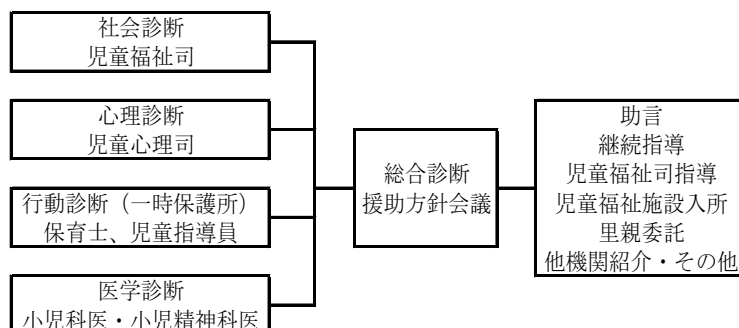 社会診断
児童福祉司
心理診断
児童心理司
行動診断（一時保護所）
保育士、児童指導員
医学診断
小児科医・小児精神科医
総合診断
援助方針会議
助言
継続指導
児童福祉司指導
児童福祉施設入所
里親委託
他機関紹介・その他